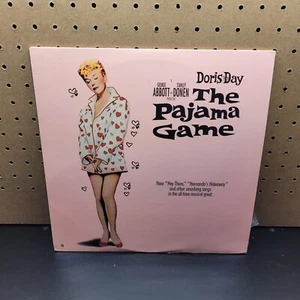 Doris Day
A
GEORGE STANLEY
ABBOTT-DONEN
The
Pajama
Game
Hear "Hey There," "Hernando's Hideaway"
and other smashing songs
in the all-time musical great.